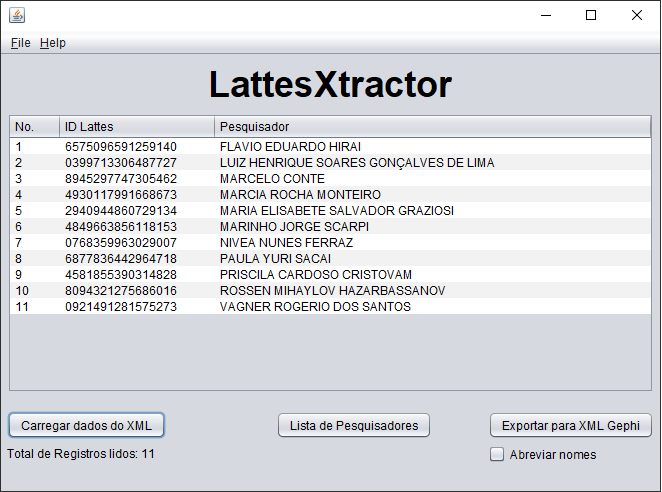 File Help
LattesXtractor
No. ID Lattes Pesquisador
1 6575096591259140 FLAVIO EDUARDO HIRAI
2 0399713306487727 LUIZ HENRIQUE SOARES GONÇALVES DE LIMA
3 8945297747305462 MARCELO CONTE
4 4930117991668673 MARCIA ROCHA MONTEIRO
5 2940944860729134 MARIA ELISABETE SALVADOR GRAZIOSI
6 4849663856118153 MARINHO JORGE SCARPI
7 0768359963029007 NIVEA NUNES FERRAZ
8 6877836442964718 PAULA YURI SACAI
9 4581855390314828 PRISCILA CARDOSO CRISTOVAM
10 8094321275686016 ROSSEN MIHAYLOV HAZARBASSANOV
11 0921491281575273 VAGNER ROGERIO DOS SANTOS
Carregar dados do XML Lista de Pesquisadores Exportar para XML Gephi
Total de Registros lidos: 11 Abreviar nomes